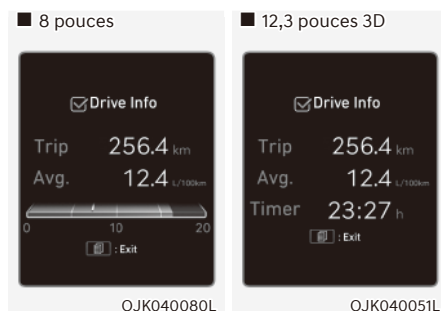 ■ 8 pouces
Drive Info
Trip 256.4 km
Avg. 12.4 L/100km
0 10 20
: Exit
OJK040080L
■ 12,3 pouces 3D
Drive Info
Trip 256.4 km
Avg. 12.4 L/100km
Timer 23:27 h
: Exit
OJK040051L